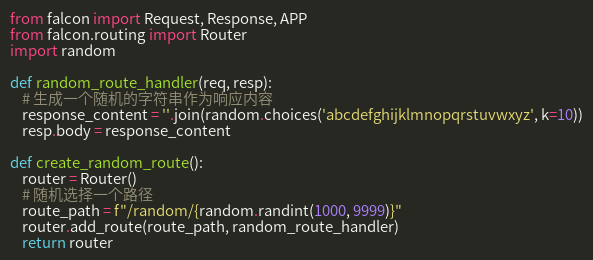 from falcon import Request, Response, APP
from falcon.routing import Router
import random
def random_route_handler(req, resp):
# 生成一个随机的字符串作为响应内容
response_content = ''.join(random.choices('abcdefghijklmnopqrstuvwxyz', k=10))
resp.body = response_content
def create_random_route():
router = Router()
# 随机选择一个路径
route_path = f"/random/{random.randint(1000, 9999)}"
router.add_route(route_path, random_route_handler)
return router